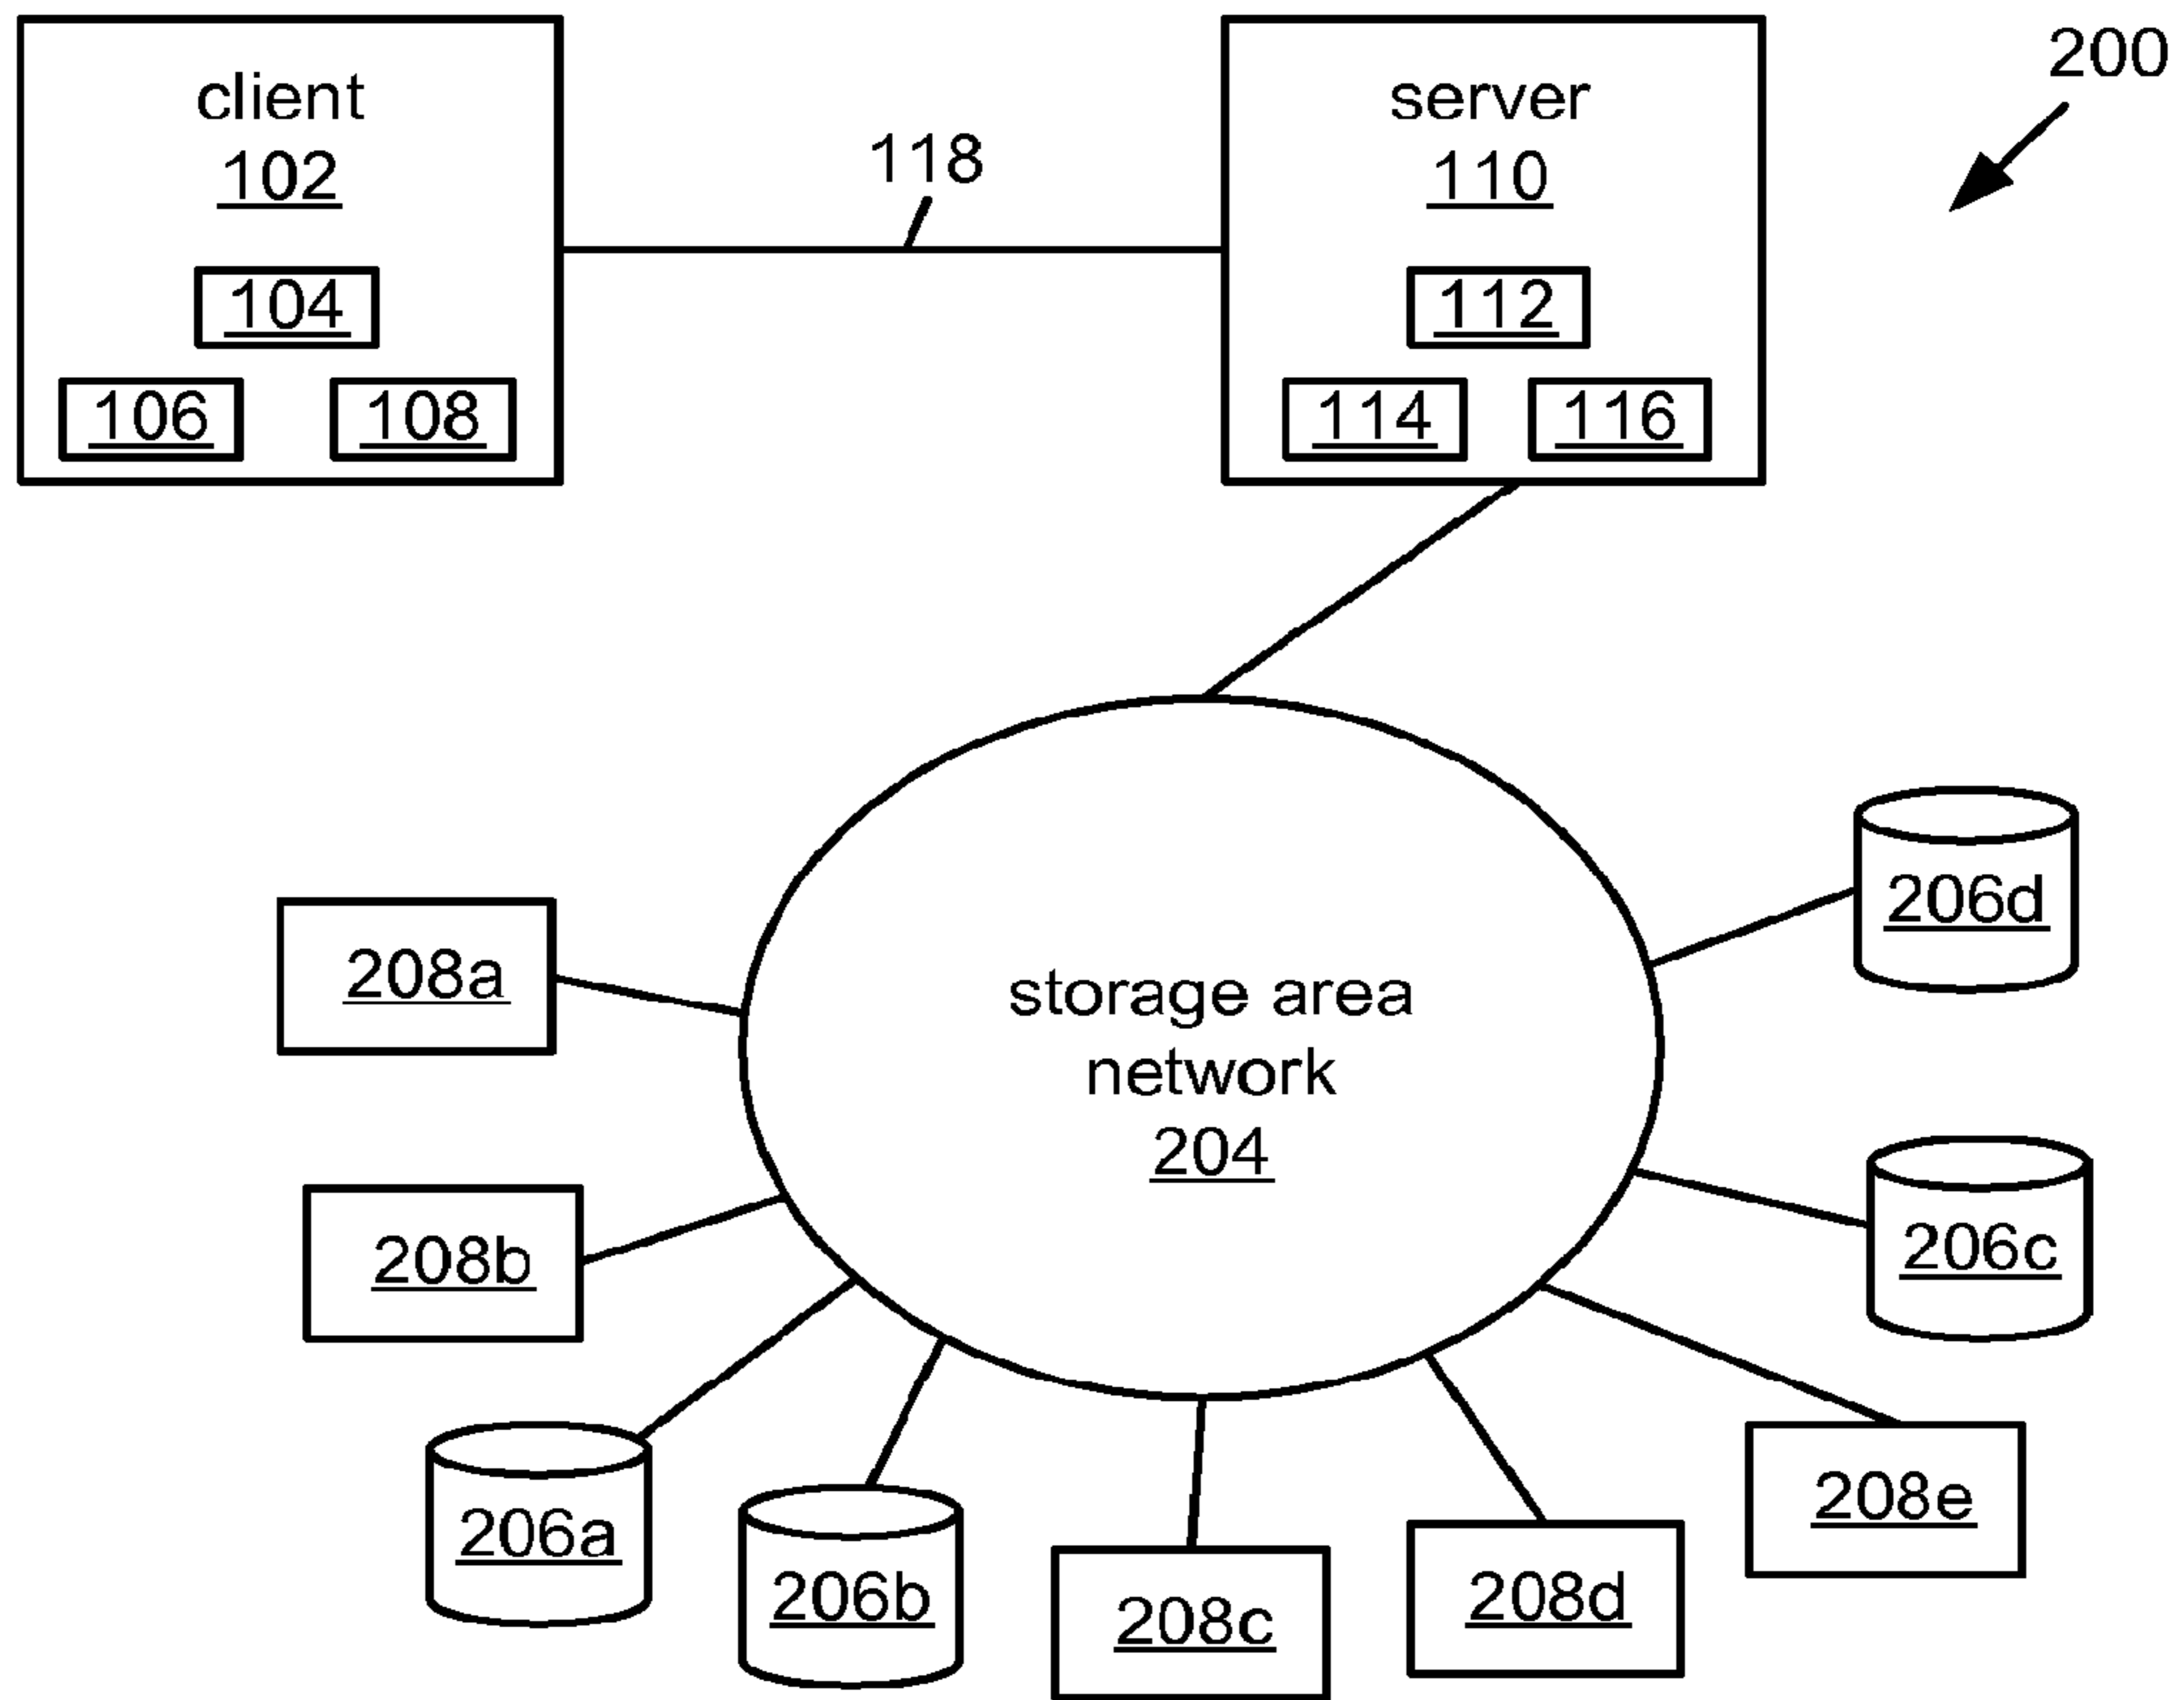 200
client
102
104
106
108
118
server
110
112
114
116
storage area
network
204
206d
208a
206c
208b
206a
206b
208c
208d
208e